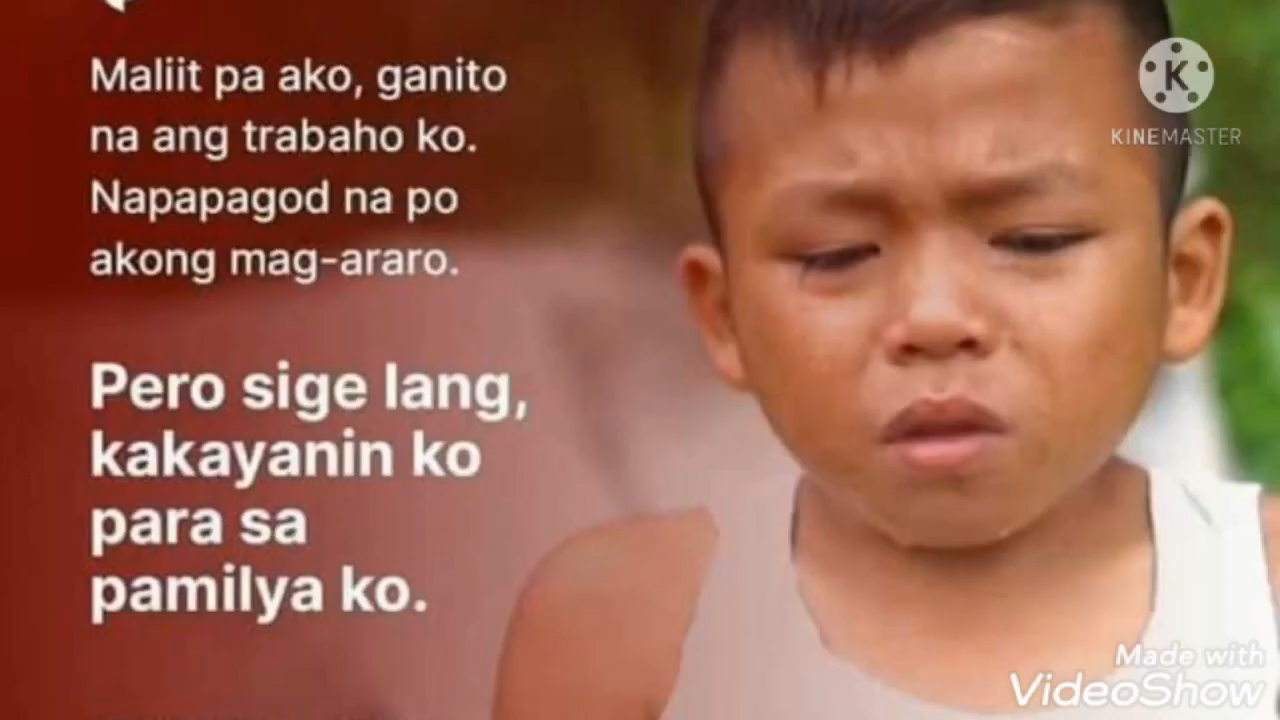 Maliit pa ako, ganito
na ang trabaho ko.
Napapagod na po
akong mag-araro.
Pero sige lang,
kakayanin ko
para sa
pamilya ko.
K
KINEMASTER
Made with
VideoShow